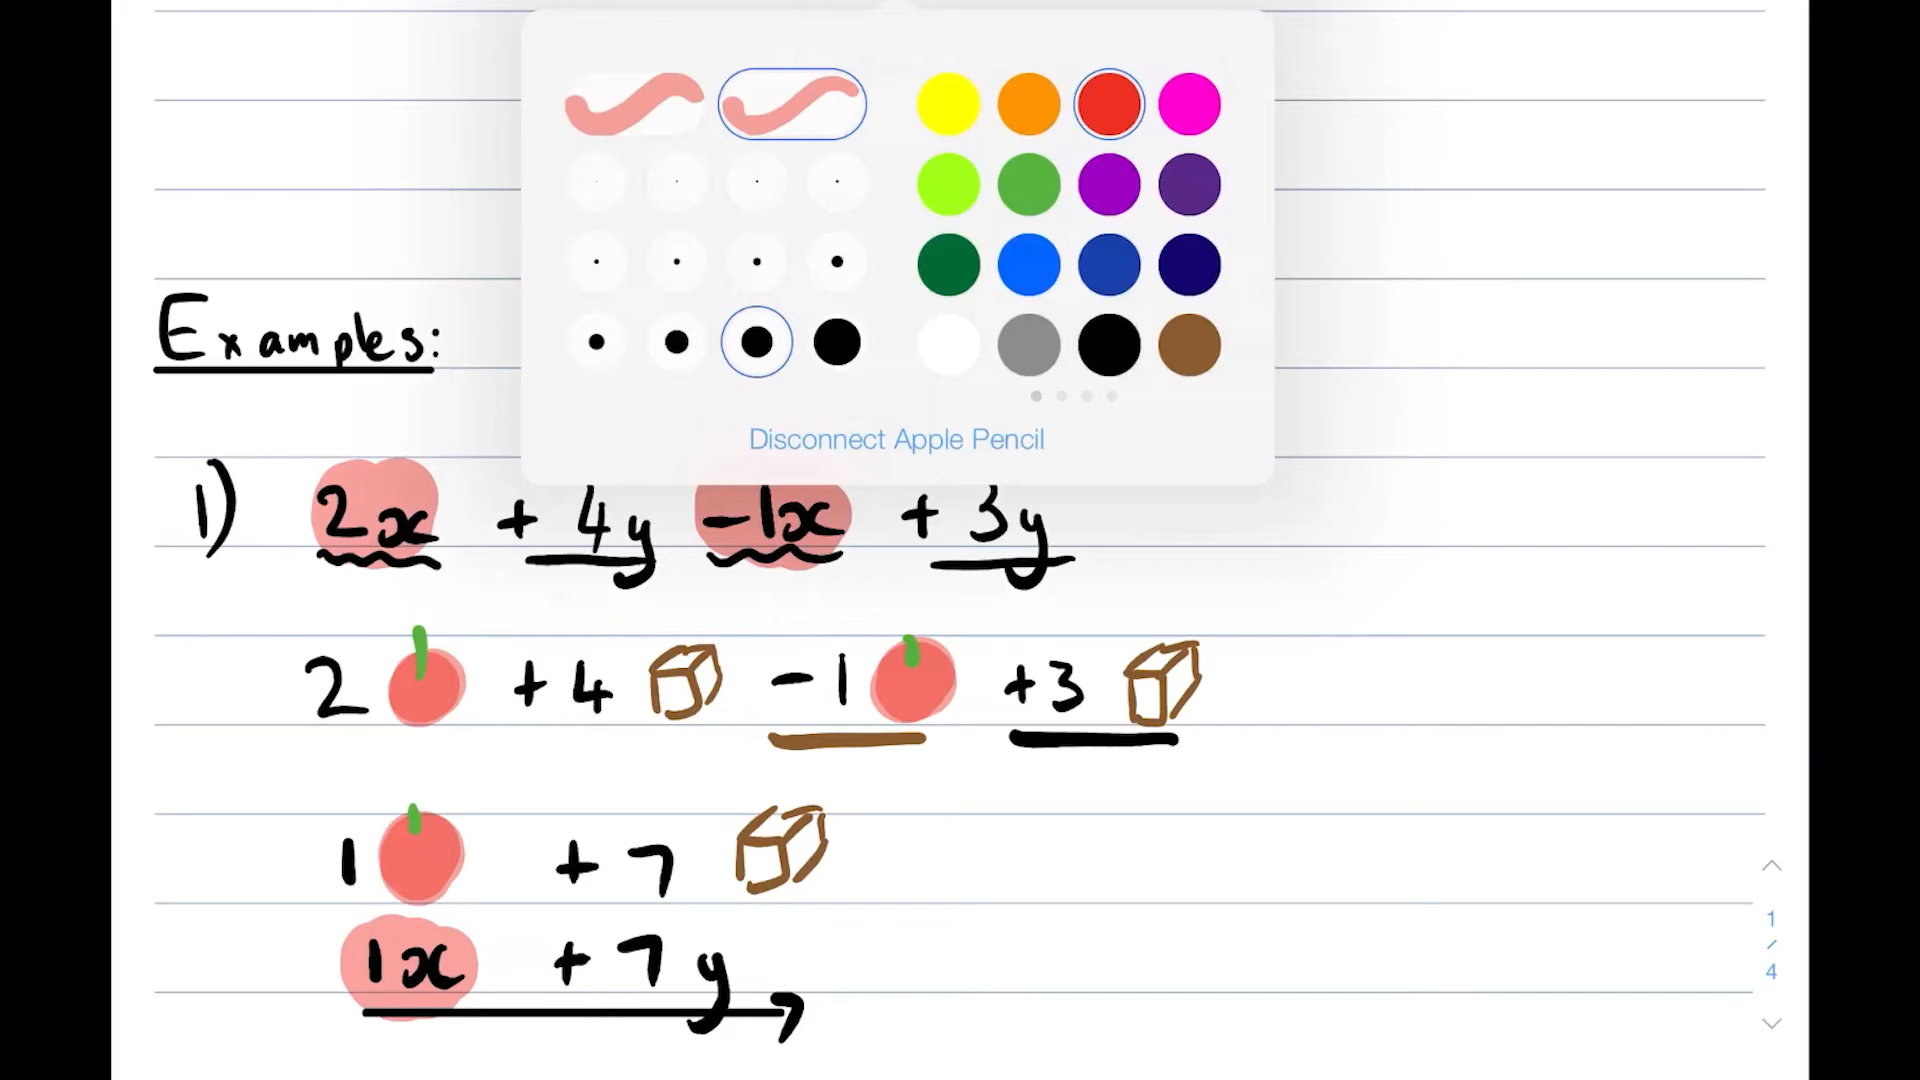 Disconnect Apple Pencil
Examples:
1) 2x + 4y -1x + 3y
2 + 4 -1 +3
1 + 7
1x + 7y
1
/
4